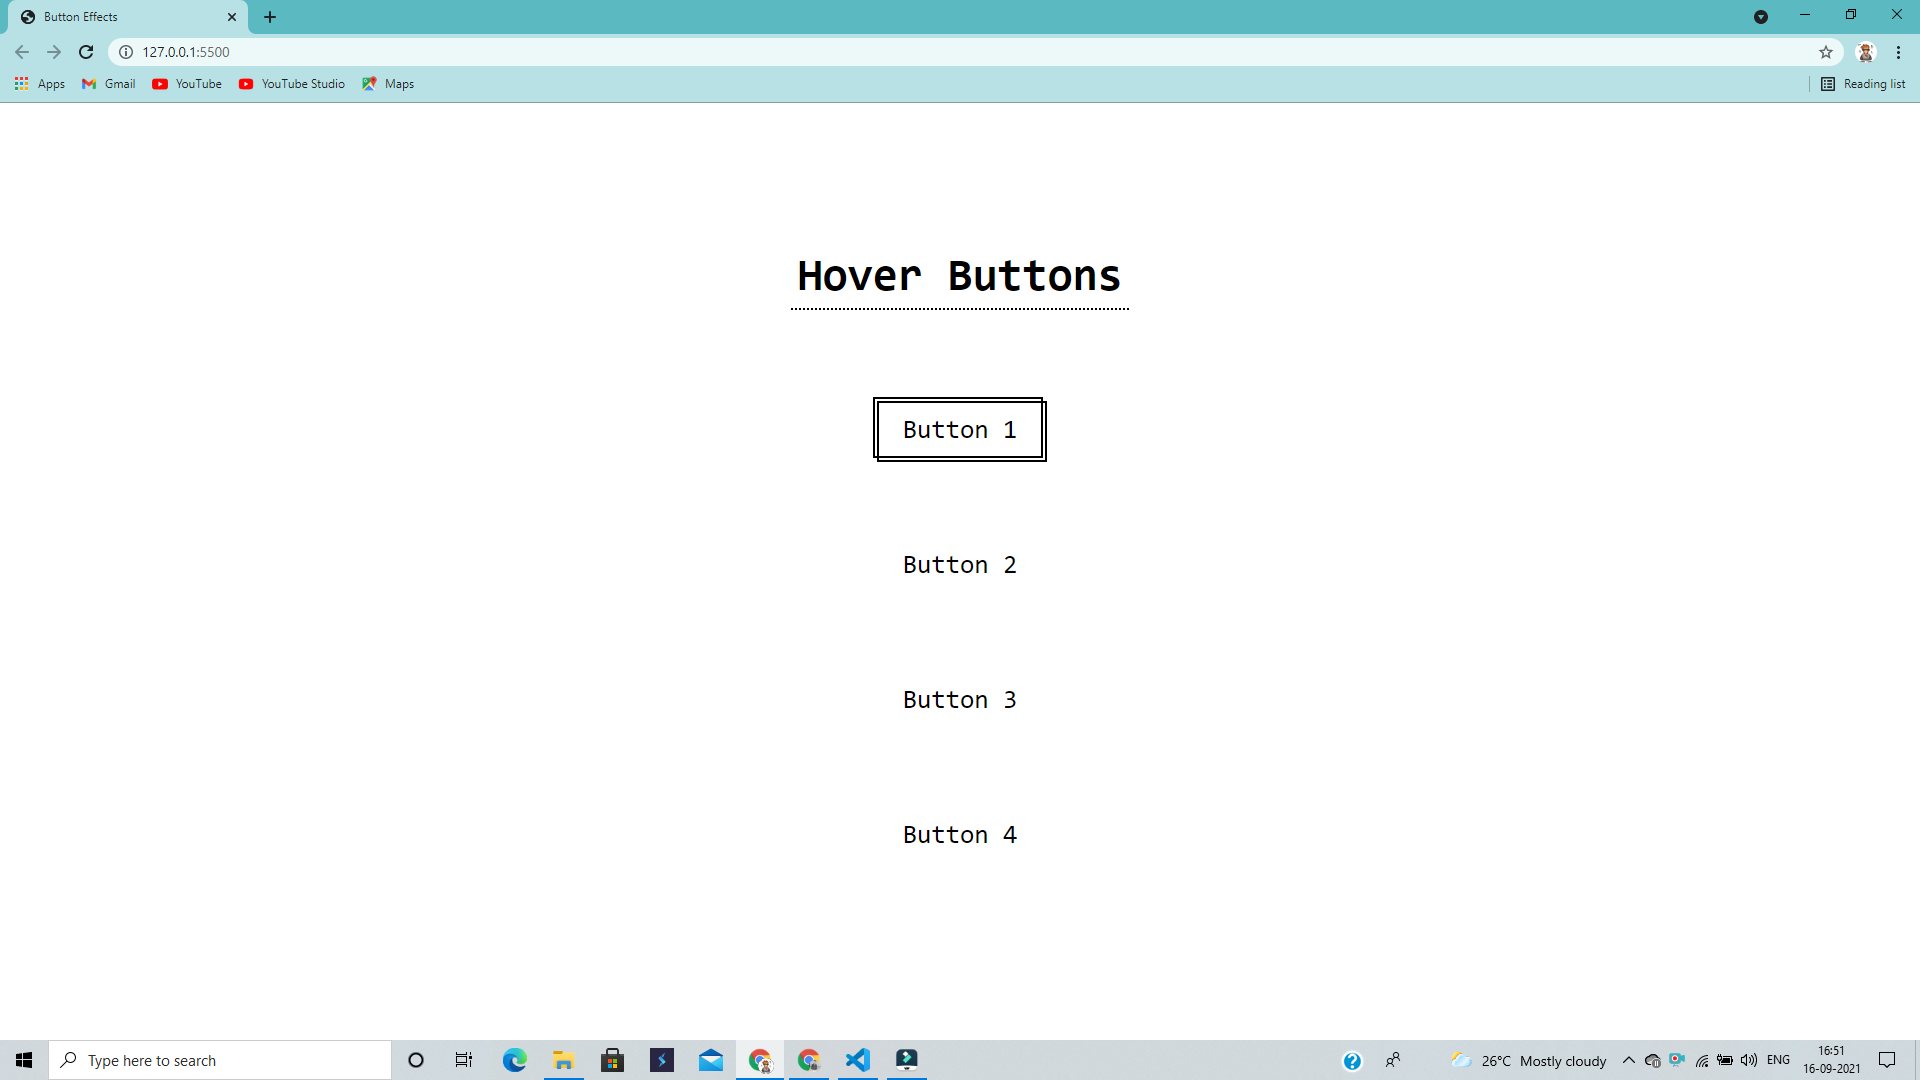 Button Effects
127.0.0.1:5500
Apps Gmail YouTube YouTube Studio Maps Reading list
Hover Buttons
Button 1
Button 2
Button 3
Button 4
Type here to search
26°C Mostly cloudy
ENG
16:51
16-09-2021